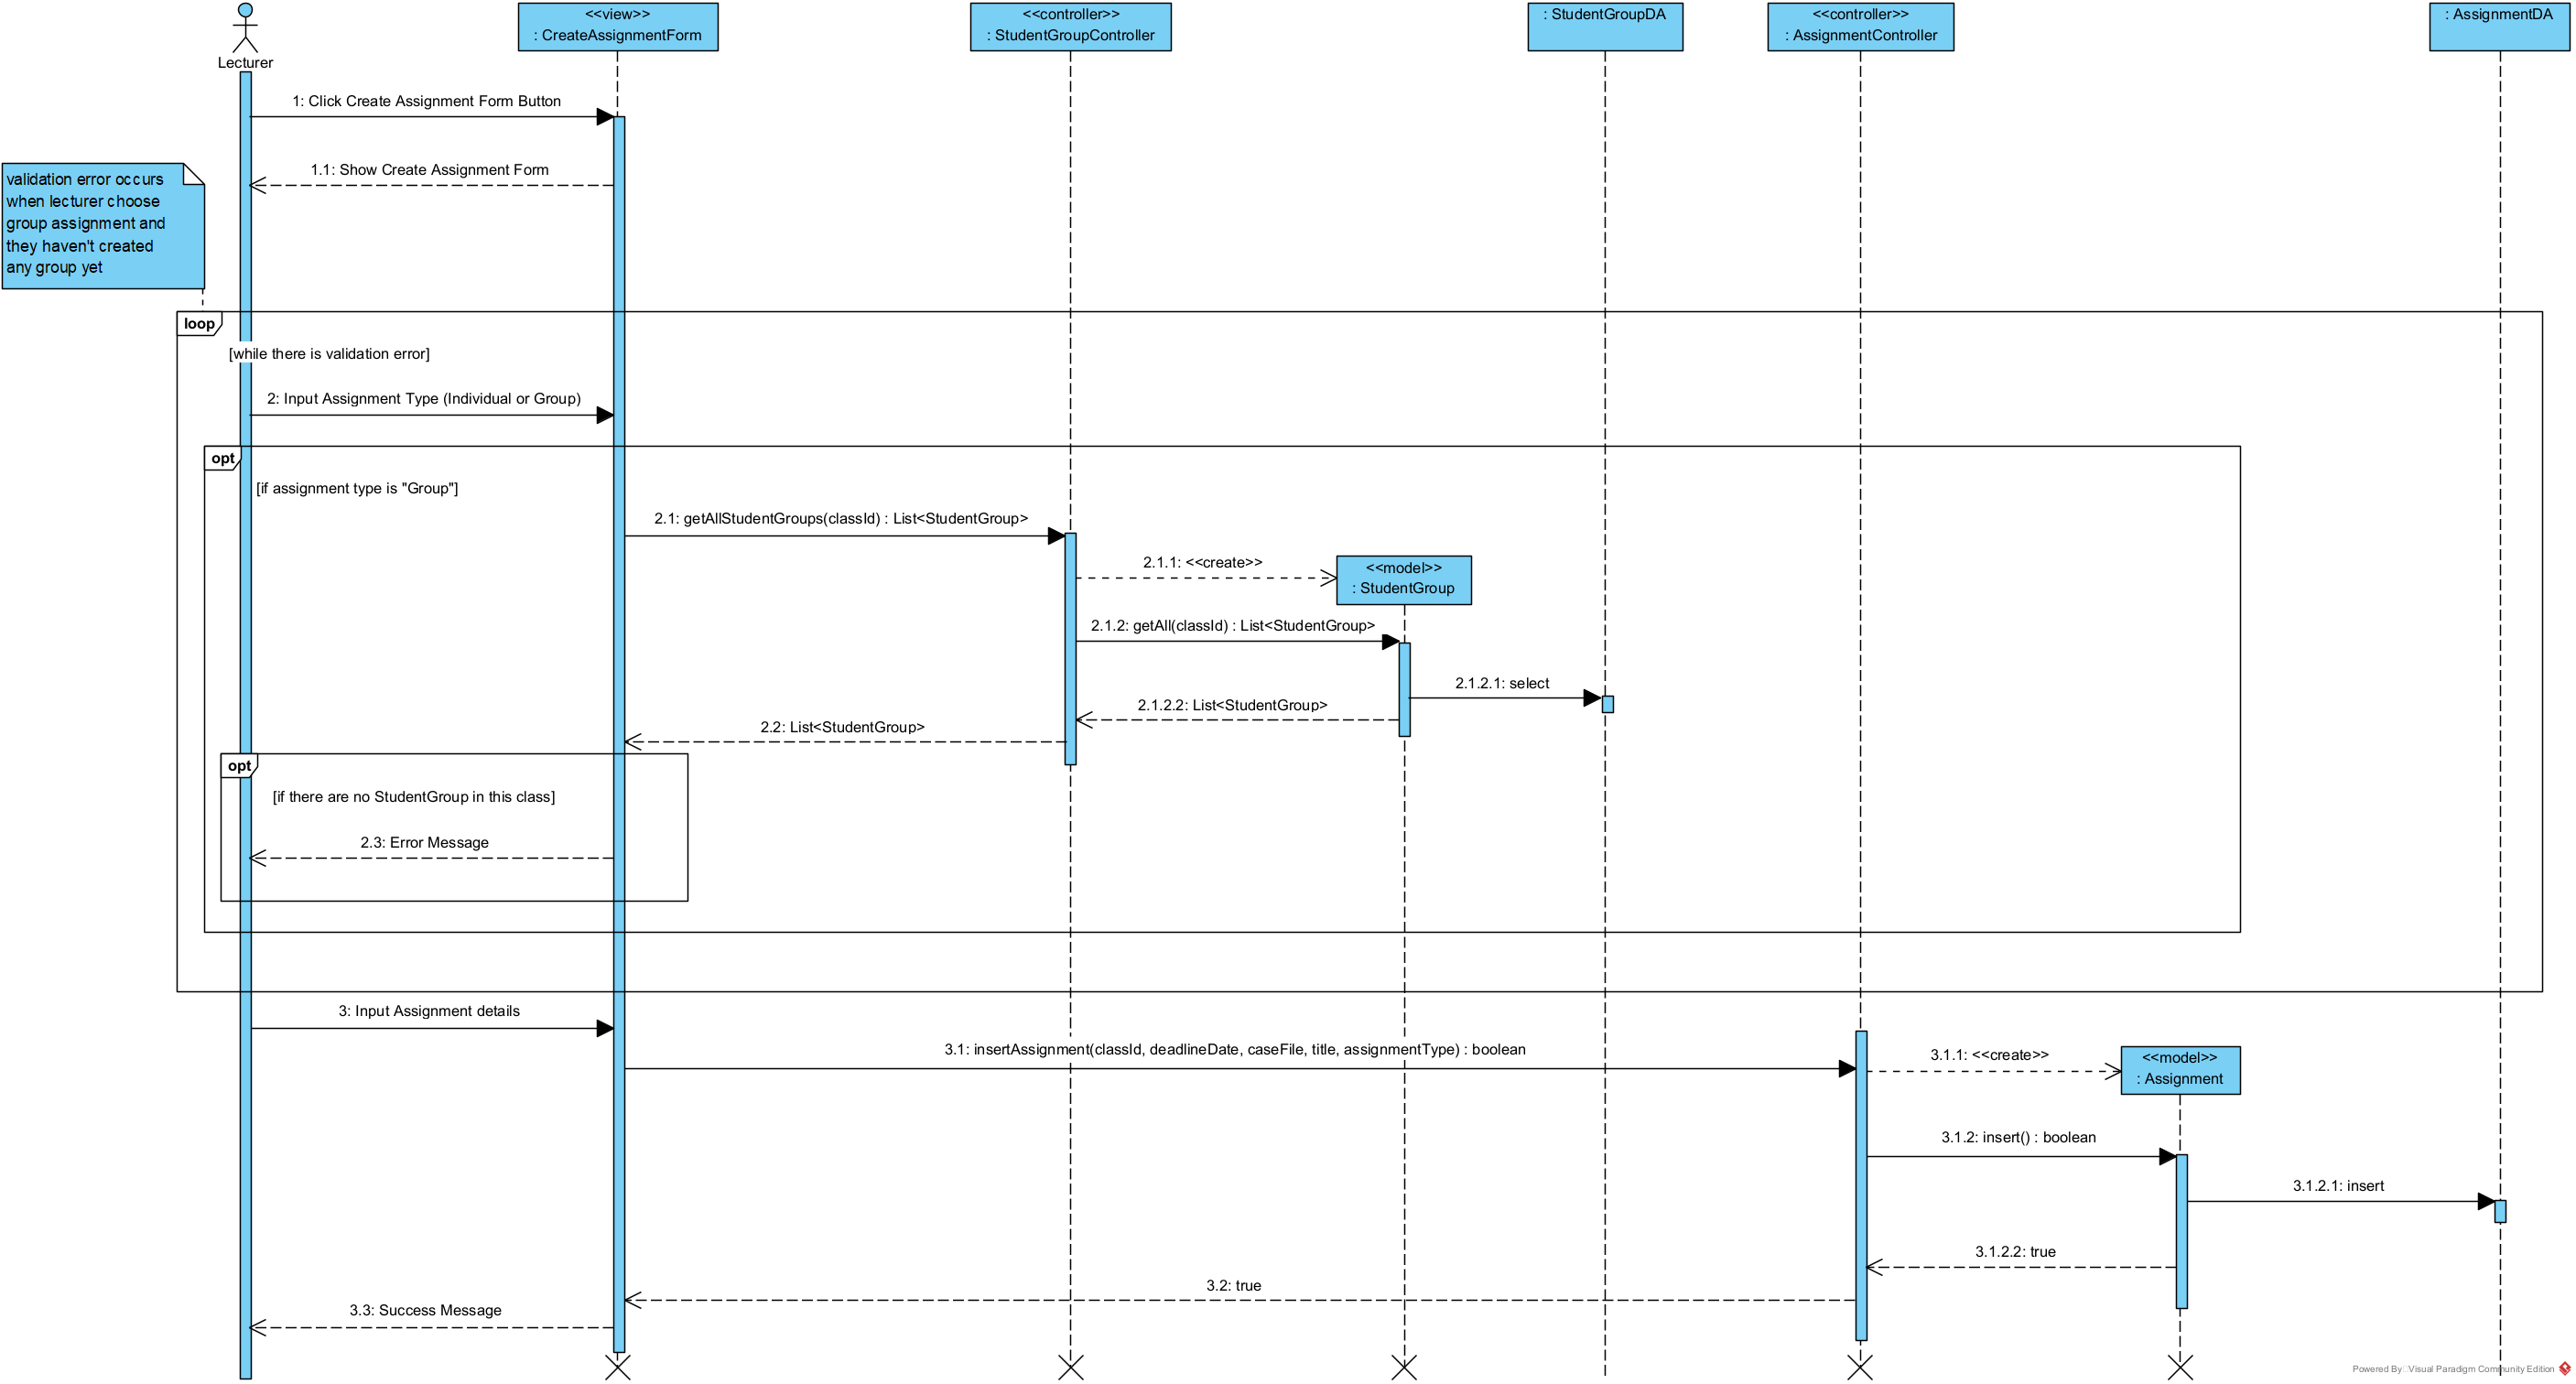 <<view>>
: CreateAssignmentForm
<<controller>>
: StudentGroupController
: StudentGroupDA
<<controller>>
: AssignmentController
: AssignmentDA
Lecturer
1: Click Create Assignment Form Button
1.1: Show Create Assignment Form
validation error occurs
when lecturer choose
group assignment and
they haven't created
any group yet
loop
[while there is validation error]
2: Input Assignment Type (Individual or Group)
opt
[if assignment type is "Group"]
2.1: getAllStudentGroups(classId) : List<StudentGroup>
2.1.1: <<create>>
<<model>>
: StudentGroup
2.1.2: getAll(classId) : List<StudentGroup>
2.1.2.1: select
2.1.2.2: List<StudentGroup>
2.2: List<StudentGroup>
opt
[if there are no StudentGroup in this class]
2.3: Error Message
3: Input Assignment details
3.1: insertAssignment(classId, deadlineDate, caseFile, title, assignmentType) : boolean
3.1.1: <<create>>
<<model>>
: Assignment
3.1.2: insert() : boolean
3.1.2.1: insert
3.1.2.2: true
3.2: true
3.3: Success Message
Powered By Visual Paradigm Community Edition